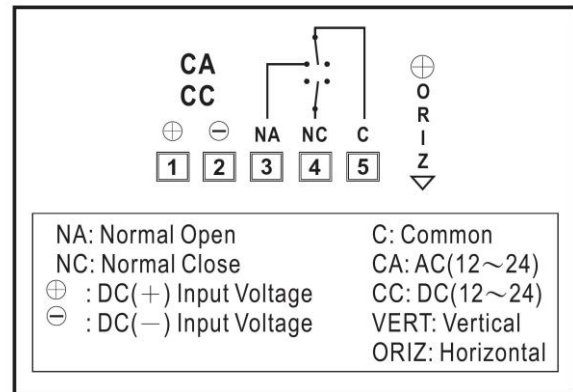 CA
CC
⊕ ⊖ NA NC C
1 2 3 4 5
⊕
O
R
I
Z
NA: Normal Open
NC: Normal Close
⊕ : DC(+) Input Voltage
⊖ : DC(−) Input Voltage
C: Common
CA: AC(12～24)
CC: DC(12～24)
VERT: Vertical
ORIZ: Horizontal